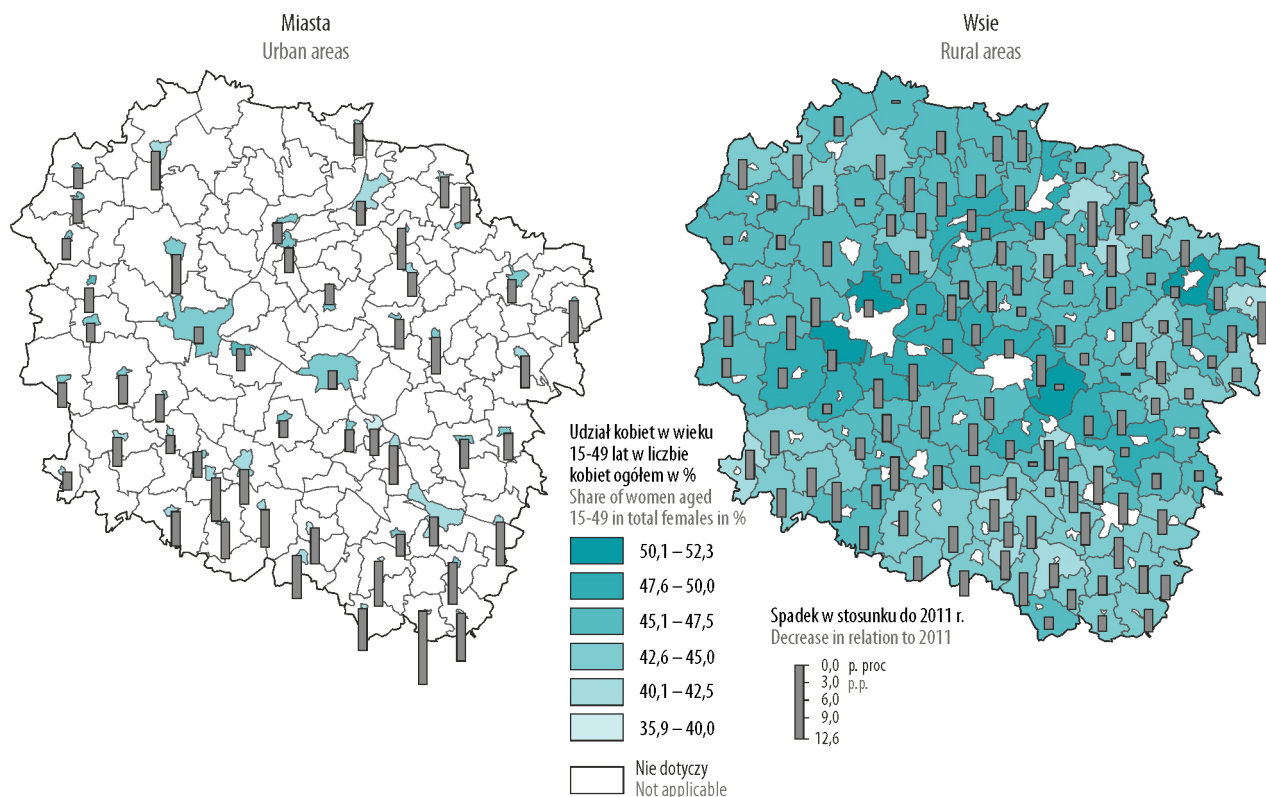 Miasta
Urban areas
Wsie
Rural areas
Udział kobiet w wieku
15-49 lat w liczbie
kobiet ogółem w %
Share of women aged
15-49 in total females in %
50,1 – 52,3
47,6 – 50,0
45,1 – 47,5
42,6 – 45,0
40,1 – 42,5
35,9 – 40,0
Nie dotyczy
Not applicable
Spadek w stosunku do 2011 r.
Decrease in relation to 2011
0,0 p. proc
3,0 p.p.
6,0
9,0
12,6